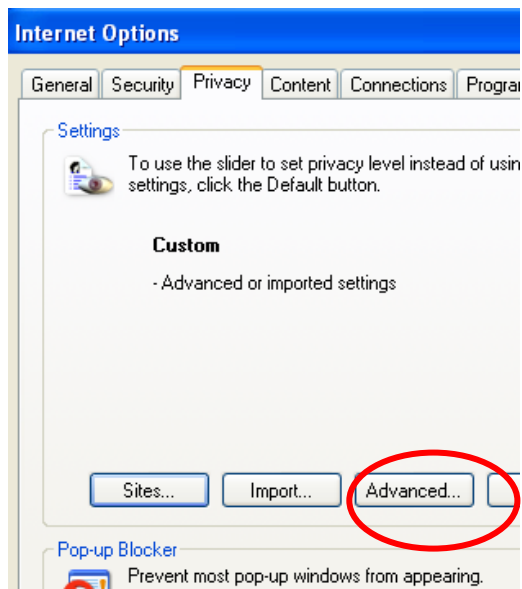 Internet Options
General Security Privacy Content Connections
Settings
To use the slider to set privacy level instead of
settings, click the Default button.
Custom
- Advanced or imported settings
Sites... Import... Advanced...
Pop-up Blocker
Prevent most pop-up windows from appearing.